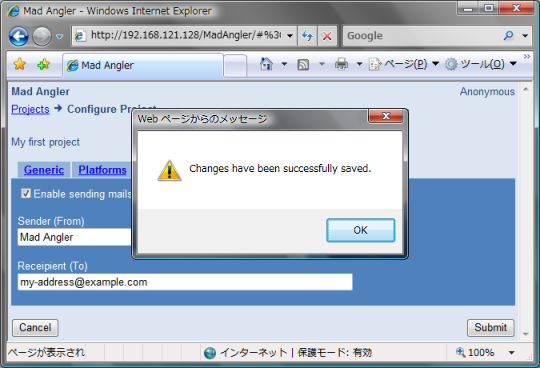 Mad Angler - Windows Internet Explorer
http://192.168.121.128/MadAngler/#%3
Google
Mad Angler
ページ(P)
ツール(O)
Mad Angler
Anonymous
Projects ➔ Configure Project
My first project
Generic Platforms
Enable sending mails
Sender (From)
Mad Angler
Receipient (To)
my-address@example.com
Cancel
Submit
Web ページからのメッセージ
Changes have been successfully saved.
OK
ページが表示され
インターネット | 保護モード: 有効
100%